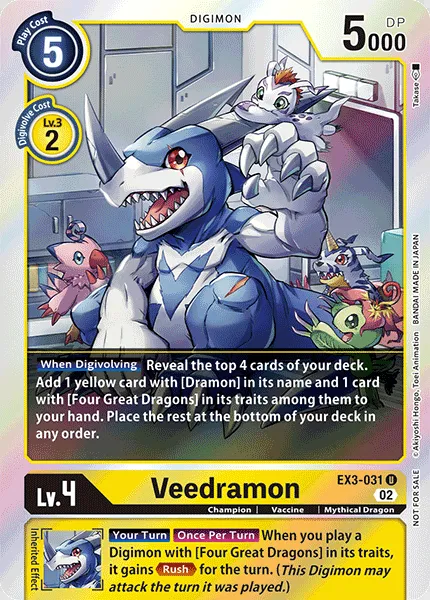 DIGIMON
Play Cost
5
DP
5000
Digivolve Cost
Lv.3
2
Takase
When Digivolving Reveal the top 4 cards of your deck.
Add 1 yellow card with [Dramon] in its name and 1 card
with [Four Great Dragons] in its traits among them to
your hand. Place the rest at the bottom of your deck in
any order.
©Akiyoshi Hongo, Toei Animation BANDAI MADE IN JAPAN
NOT FOR SALE
Lv.4
Veedramon
EX3-031 U
02
Champion | Vaccine | Mythical Dragon
Inherited Effect
Your Turn Once Per Turn When you play a
Digimon with [Four Great Dragons] in its traits,
it gains Rush for the turn. (This Digimon may
attack the turn it was played.)